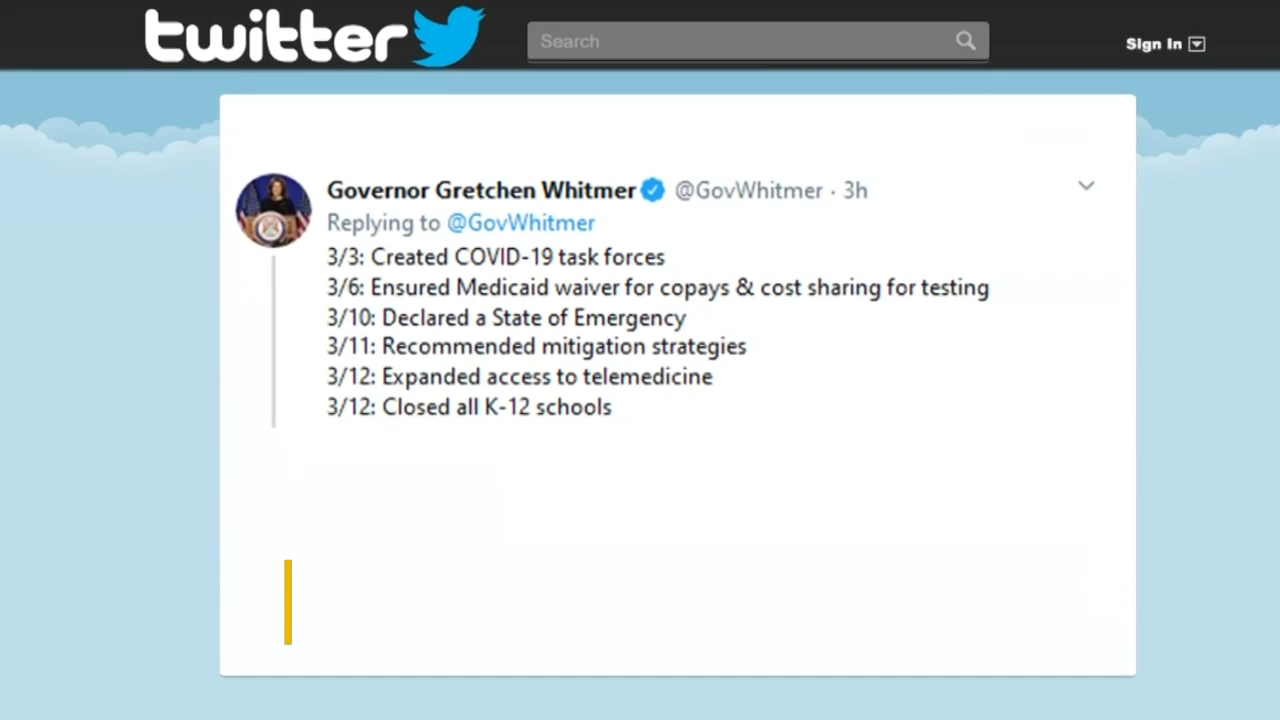 twitter
Search
Sign In
Governor Gretchen Whitmer @GovWhitmer · 3h
Replying to @GovWhitmer
3/3: Created COVID-19 task forces
3/6: Ensured Medicaid waiver for copays & cost sharing for testing
3/10: Declared a State of Emergency
3/11: Recommended mitigation strategies
3/12: Expanded access to telemedicine
3/12: Closed all K-12 schools